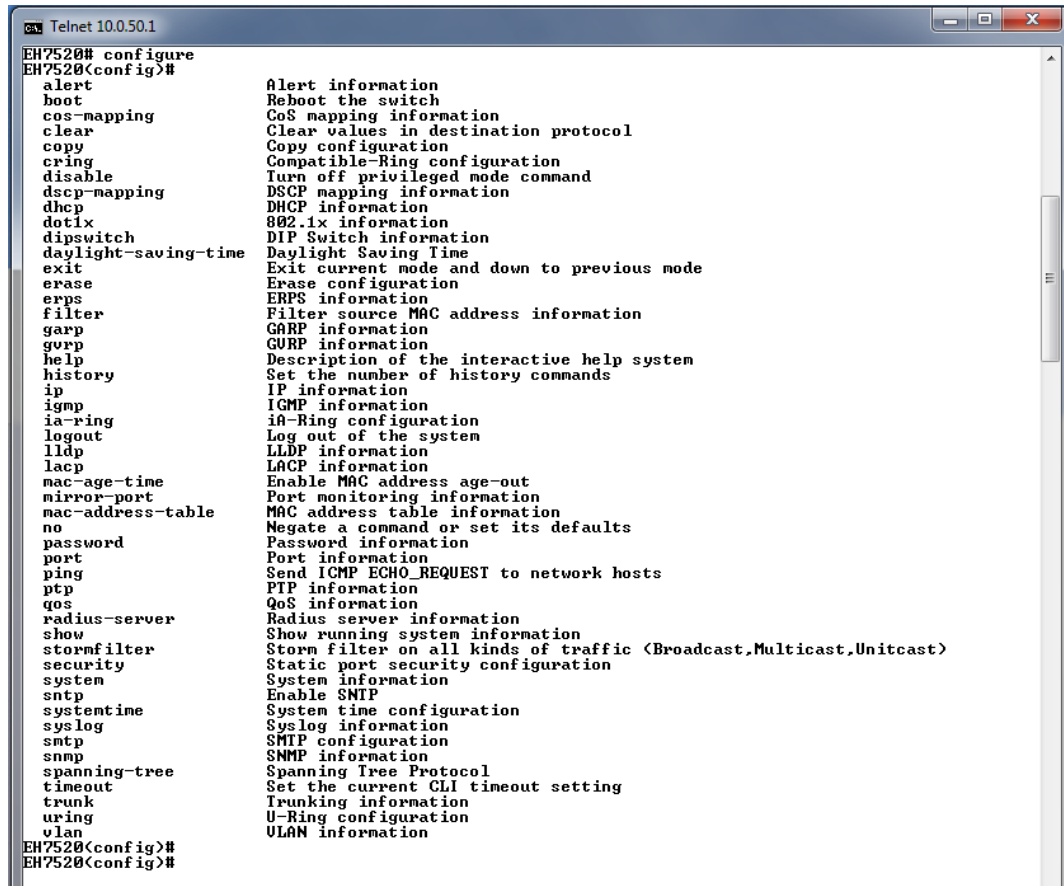 Telnet 10.0.50.1
EH7520# configure
EH7520(config)#
alert Alert information
boot Reboot the switch
cos-mapping CoS mapping information
clear Clear values in destination protocol
copy Copy configuration
cring Compatible-Ring configuration
disable Turn off privileged mode command
dscp-mapping DSCP mapping information
dhcp DHCP information
dot1x 802.1x information
dipswitch DIP Switch information
daylight-saving-time Daylight Saving Time
exit Exit current mode and down to previous mode
erase Erase configuration
erps ERPS information
filter Filter source MAC address information
garp GARP information
gvrp GVRP information
help Description of the interactive help system
history Set the number of history commands
ip IP information
igmp IGMP information
ia-ring iA-Ring configuration
logout Log out of the system
lldp LLDP information
lacp LACP information
mac-age-time Enable MAC address age-out
mirror-port Port monitoring information
mac-address-table MAC address table information
no Negate a command or set its defaults
password Password information
port Port information
ping Send ICMP ECHO_REQUEST to network hosts
ptp PTP information
qos QoS information
radius-server Radius server information
show Show running system information
stormfilter Storm filter on all kinds of traffic (Broadcast,Multicast,Unitcast)
security Static port security configuration
system System information
sntp Enable SNTP
systemtime System time configuration
syslog Syslog information
smtp SMTP configuration
snmp SNMP information
spanning-tree Spanning Tree Protocol
timeout Set the current CLI timeout setting
trunk Trunking information
uring U-Ring configuration
vlan VLAN information
EH7520(config)#
EH7520(config)#